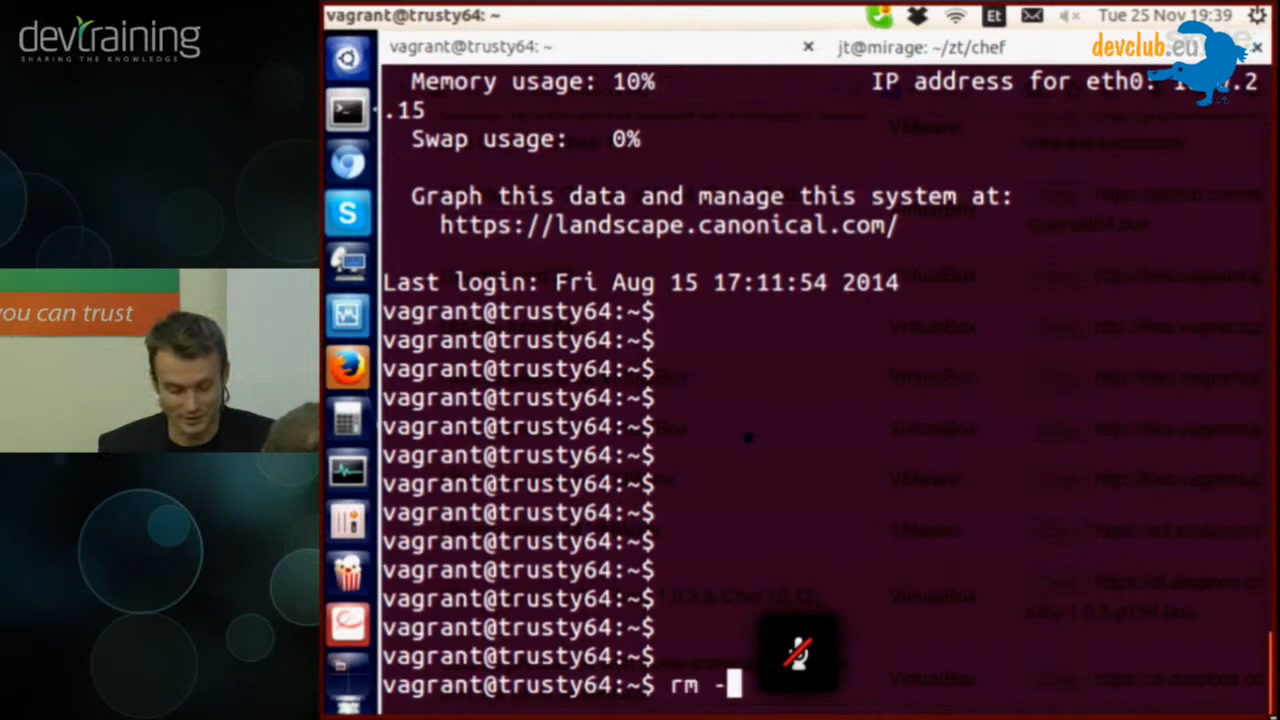 devtraining
SHARING THE KNOWLEDGE
you can trust
vagrant@trusty64: ~
Et
Tue 25 Nov 19:39
vagrant@trusty64: ~
jt@mirage: ~/zt/chef
devclub.eu
Memory usage: 10%
IP address for eth0:
.2
.15
Swap usage: 0%
Graph this data and manage this system at:
https://landscape.canonical.com/
Last login: Fri Aug 15 17:11:54 2014
vagrant@trusty64:~$
vagrant@trusty64:~$
vagrant@trusty64:~$
vagrant@trusty64:~$
vagrant@trusty64:~$
vagrant@trusty64:~$
vagrant@trusty64:~$
vagrant@trusty64:~$
vagrant@trusty64:~$
vagrant@trusty64:~$
vagrant@trusty64:~$
vagrant@trusty64:~$
vagrant@trusty64:~$
vagrant@trusty64:~$ rm -